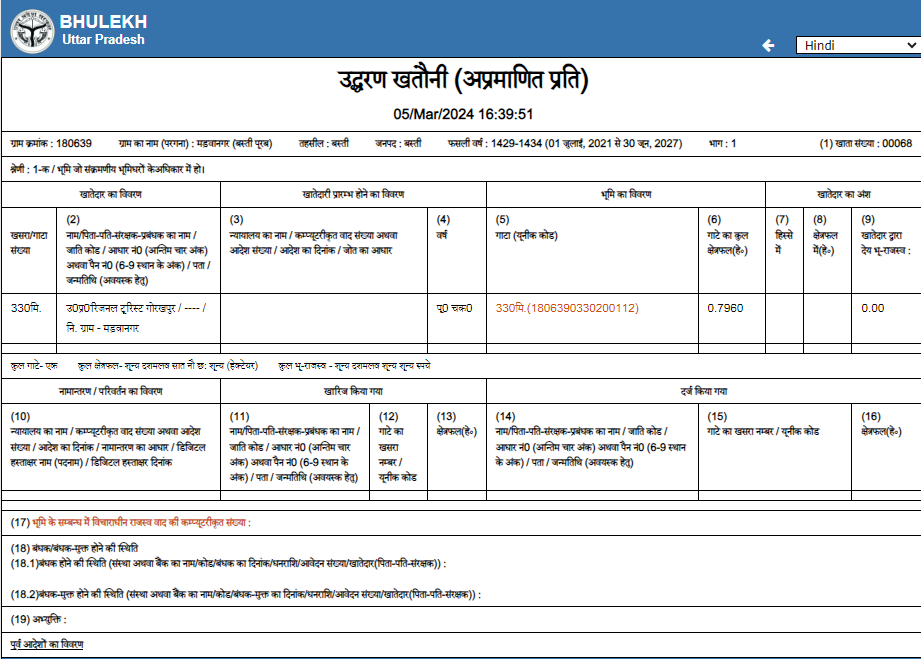 BHULEKH
Uttar Pradesh
Hindi
उद्धरण खतौनी (अप्रमाणित प्रति)
05/Mar/2024 16:39:51
ग्राम क्रमांक : 180639 ग्राम का नाम (परगना) : मडवानगर (बस्ती पूरब) तहसील : बस्ती जनपद : बस्ती फसली वर्ष : 1429-1434 (01 जुलाई, 2021 से 30 जून, 2027) भाग : 1 (1) खाता संख्या : 00068
श्रेणी : 1-क / भूमि जो संक्रमणीय भूमिधरों केअधिकार में हो।
खातेदार का विवरण खातेदारी प्रारम्भ होने का विवरण भूमि का विवरण खातेदार का अंश
खसरा/गाटा
संख्या
(2)
नाम/पिता-पति-संरक्षक-प्रबंधक का नाम /
जाति कोड / आधार नं0 (अन्तिम चार अंक)
अथवा पैन नं0 (6-9 स्थान के अंक) / पता /
जन्मतिथि (अवयस्क हेतु)
(3)
न्यायालय का नाम / कम्प्यूटरीकृत वाद संख्या अथवा
आदेश संख्या / आदेश का दिनांक / जोत का आधार
(4)
वर्ष
(5)
गाटा (यूनीक कोड)
(6)
गाटे का कुल
क्षेत्रफल(हे०)
(7)
हिस्से
में
(8)
क्षेत्रफल
में(हे०)
(9)
खातेदार द्वारा
देय भू-राजस्व :
330मि.
उ0प्र0रिजनल टूरिस्ट गोरखपुर / ---- /
नि. ग्राम - मडवानगर
पू0 चक0
330मि.(1806390330200112)
0.7960
0.00
कुल गाटे- एक कुल क्षेत्रफल- शून्य दशमलव सात नौ छ: शून्य (हेक्टेयर) कुल भू-राजस्व - शून्य दशमलव शून्य शून्य रूपये
नामान्तरण / परिवर्तन का विवरण खारिज किया गया दर्ज किया गया
(10)
न्यायालय का नाम / कम्प्यूटरीकृत वाद संख्या अथवा आदेश
संख्या / आदेश का दिनांक / नामान्तरण का आधार / डिजिटल
हस्ताक्षर नाम (पदनाम) / डिजिटल हस्ताक्षर दिनांक
(11)
नाम/पिता-पति-संरक्षक-प्रबंधक का नाम /
जाति कोड / आधार नं0 (अन्तिम चार
अंक) अथवा पैन नं0 (6-9 स्थान के
अंक) / पता / जन्मतिथि (अवयस्क हेतु)
(12)
गाटे का
खसरा
नम्बर /
यूनीक कोड
(13)
क्षेत्रफल(हे०)
(14)
नाम/पिता-पति-संरक्षक-प्रबंधक का नाम / जाति कोड /
आधार नं0 (अन्तिम चार अंक) अथवा पैन नं0 (6-9 स्थान
के अंक) / पता / जन्मतिथि (अवयस्क हेतु)
(15)
गाटे का खसरा नम्बर / यूनीक कोड
(16)
क्षेत्रफल(हे०)
(17) भूमि के सम्बन्ध में विचाराधीन राजस्व वाद की कम्प्यूटरीकृत संख्या :
(18) बंधक/बंधक-मुक्त होने की स्थिति
(18.1)बंधक होने की स्थिति (संस्था अथवा बैंक का नाम/कोड/बंधक का दिनांक/धनराशि/आवेदन संख्या/खातेदार(पिता-पति-संरक्षक)) :
(18.2)बंधक-मुक्त होने की स्थिति (संस्था अथवा बैंक का नाम/कोड/बंधक-मुक्त का दिनांक/धनराशि/आवेदन संख्या/खातेदार(पिता-पति-संरक्षक)) :
(19) अभ्युक्ति :
पूर्व आदेशों का विवरण